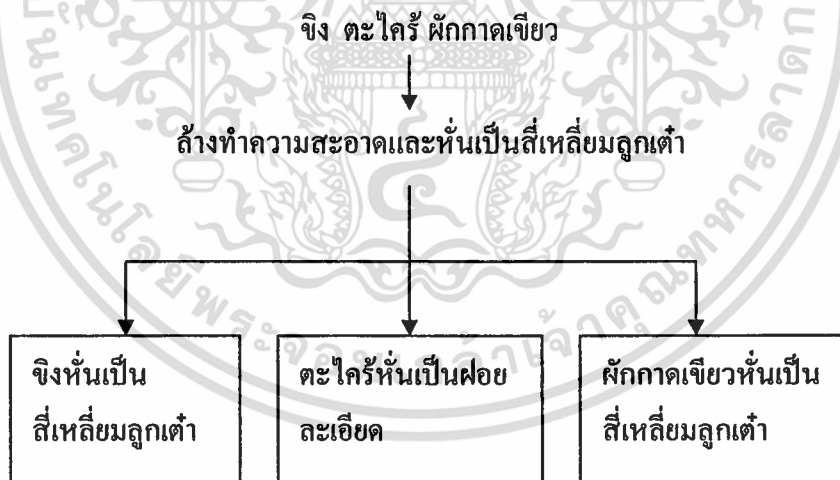 ขิง ตะไคร้ ผักกาดเขียว
ล้างทำความสะอาดและหั่นเป็นสี่เหลี่ยมลูกเต๋า
ขิงหั่นเป็น
สี่เหลี่ยมลูกเต๋า
ตะไคร้หั่นเป็นฝอย
ละเอียด
ผักกาดเขียวหั่นเป็น
สี่เหลี่ยมลูกเต๋า